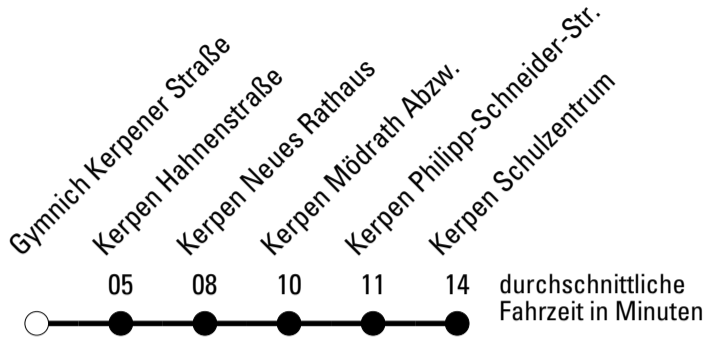 Gymnich Kerpener Straße
Kerpen Hahnenstraße
Kerpen Neues Rathaus
Kerpen Mödrath Abzw.
Kerpen Philipp-Schneider-Str.
Kerpen Schulzentrum
05 08 10 11 14 durchschnittliche
Fahrzeit in Minuten